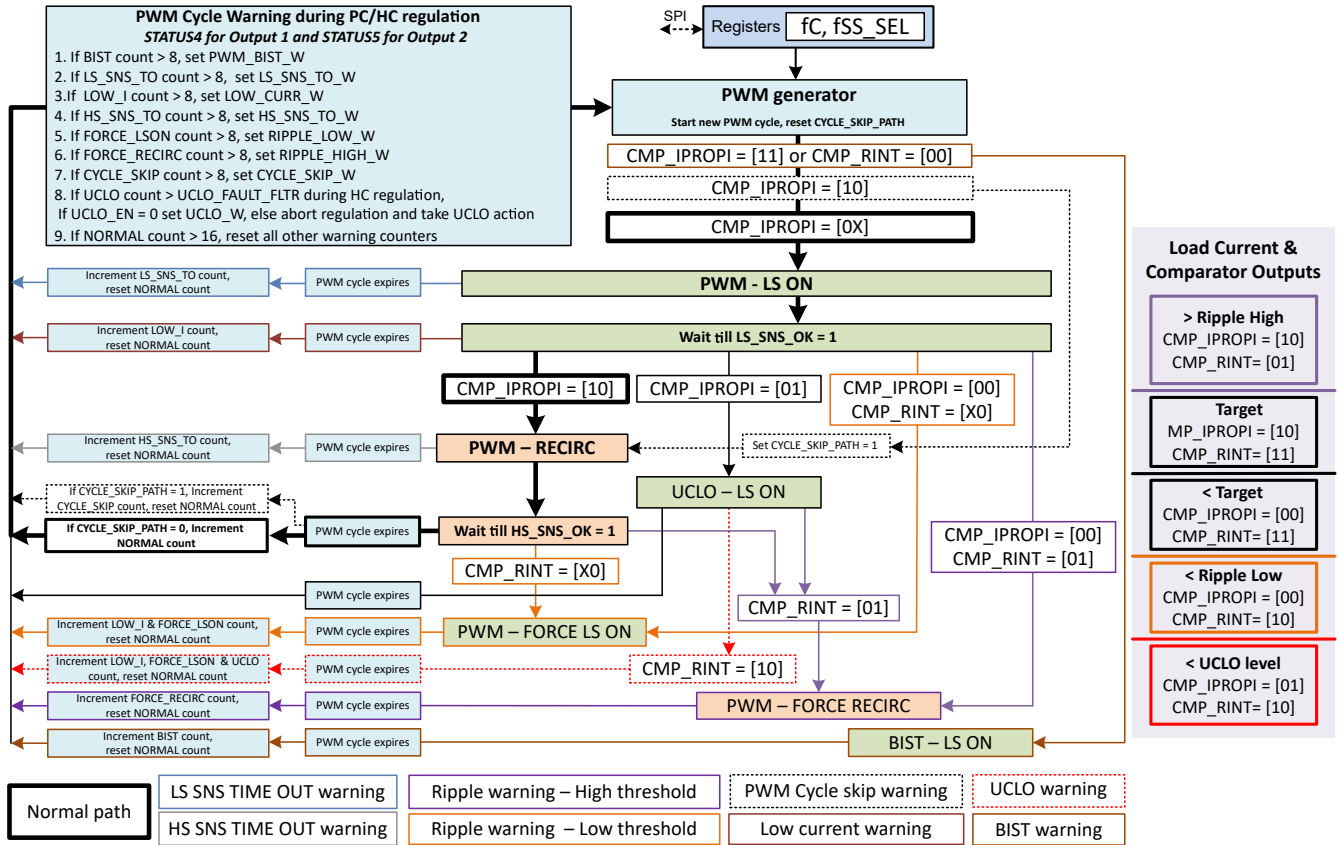 PWM Cycle Warning during PC/HC regulation
STATUS4 for Output 1 and STATUS5 for Output 2
1. If BIST count > 8, set PWM_BIST_W
2. If LS_SNS_TO count > 8, set LS_SNS_TO_W
3.If LOW_I count > 8, set LOW_CURR_W
4. If HS_SNS_TO count > 8, set HS_SNS_TO_W
5. If FORCE_LSON count > 8, set RIPPLE_LOW_W
6. If FORCE_RECIRC count > 8, set RIPPLE_HIGH_W
7. If CYCLE_SKIP count > 8, set CYCLE_SKIP_W
8. If UCLO count > UCLO_FAULT_FLTR during HC regulation,
If UCLO_EN = 0 set UCLO_W, else abort regulation and take UCLO action
9. If NORMAL count > 16, reset all other warning counters
SPI
Registers
fC, fSS_SEL
PWM generator
Start new PWM cycle, reset CYCLE_SKIP_PATH
CMP_IPROPI = [11] or CMP_RINT = [00]
CMP_IPROPI = [10]
CMP_IPROPI = [0X]
Increment LS_SNS_TO count,
reset NORMAL count
PWM cycle expires
PWM - LS ON
Increment LOW_I count,
reset NORMAL count
PWM cycle expires
Wait till LS_SNS_OK = 1
CMP_IPROPI = [10]
CMP_IPROPI = [01]
CMP_IPROPI = [00]
CMP_RINT = [X0]
Increment HS_SNS_TO count,
reset NORMAL count
PWM cycle expires
PWM – RECIRC
Set CYCLE_SKIP_PATH = 1
If CYCLE_SKIP_PATH = 1, Increment
CYCLE_SKIP count, reset NORMAL count
UCLO – LS ON
If CYCLE_SKIP_PATH = 0, Increment
NORMAL count
PWM cycle expires
Wait till HS_SNS_OK = 1
CMP_IPROPI = [00]
CMP_RINT = [01]
CMP_RINT = [X0]
PWM cycle expires
CMP_RINT = [01]
Increment LOW_I & FORCE_LSON count,
reset NORMAL count
PWM cycle expires
PWM – FORCE LS ON
Increment LOW_I, FORCE_LSON & UCLO
count, reset NORMAL count
PWM cycle expires
CMP_RINT = [10]
Increment FORCE_RECIRC count,
reset NORMAL count
PWM cycle expires
PWM – FORCE RECIRC
Increment BIST count,
reset NORMAL count
PWM cycle expires
BIST – LS ON
Load Current &
Comparator Outputs
> Ripple High
CMP_IPROPI = [10]
CMP_RINT= [01]
Target
MP_IPROPI = [10]
CMP_RINT= [11]
< Target
CMP_IPROPI = [00]
CMP_RINT= [11]
< Ripple Low
CMP_IPROPI = [00]
CMP_RINT= [10]
< UCLO level
CMP_IPROPI = [01]
CMP_RINT= [10]
Normal path
LS SNS TIME OUT warning
Ripple warning – High threshold
PWM Cycle skip warning
UCLO warning
HS SNS TIME OUT warning
Ripple warning – Low threshold
Low current warning
BIST warning